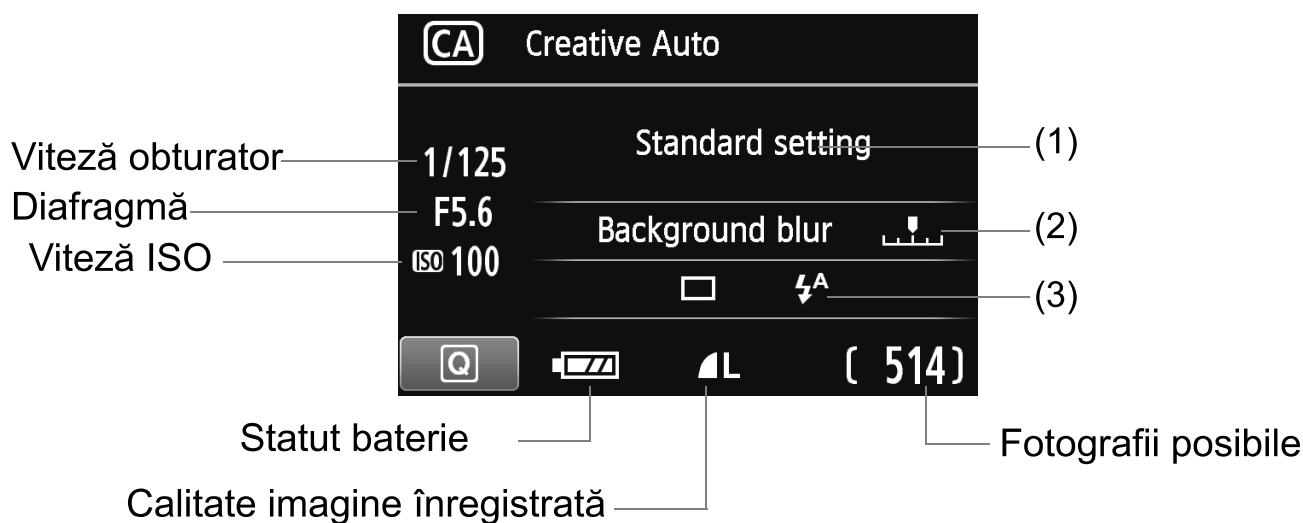 CA Creative Auto
Viteză obturator 1/125 Standard setting (1)
Diafragmă F5.6 Background blur (2)
Viteză ISO ISO 100 A (3)
Q L ( 514)
Statut baterie Fotografii posibile
Calitate imagine înregistrată